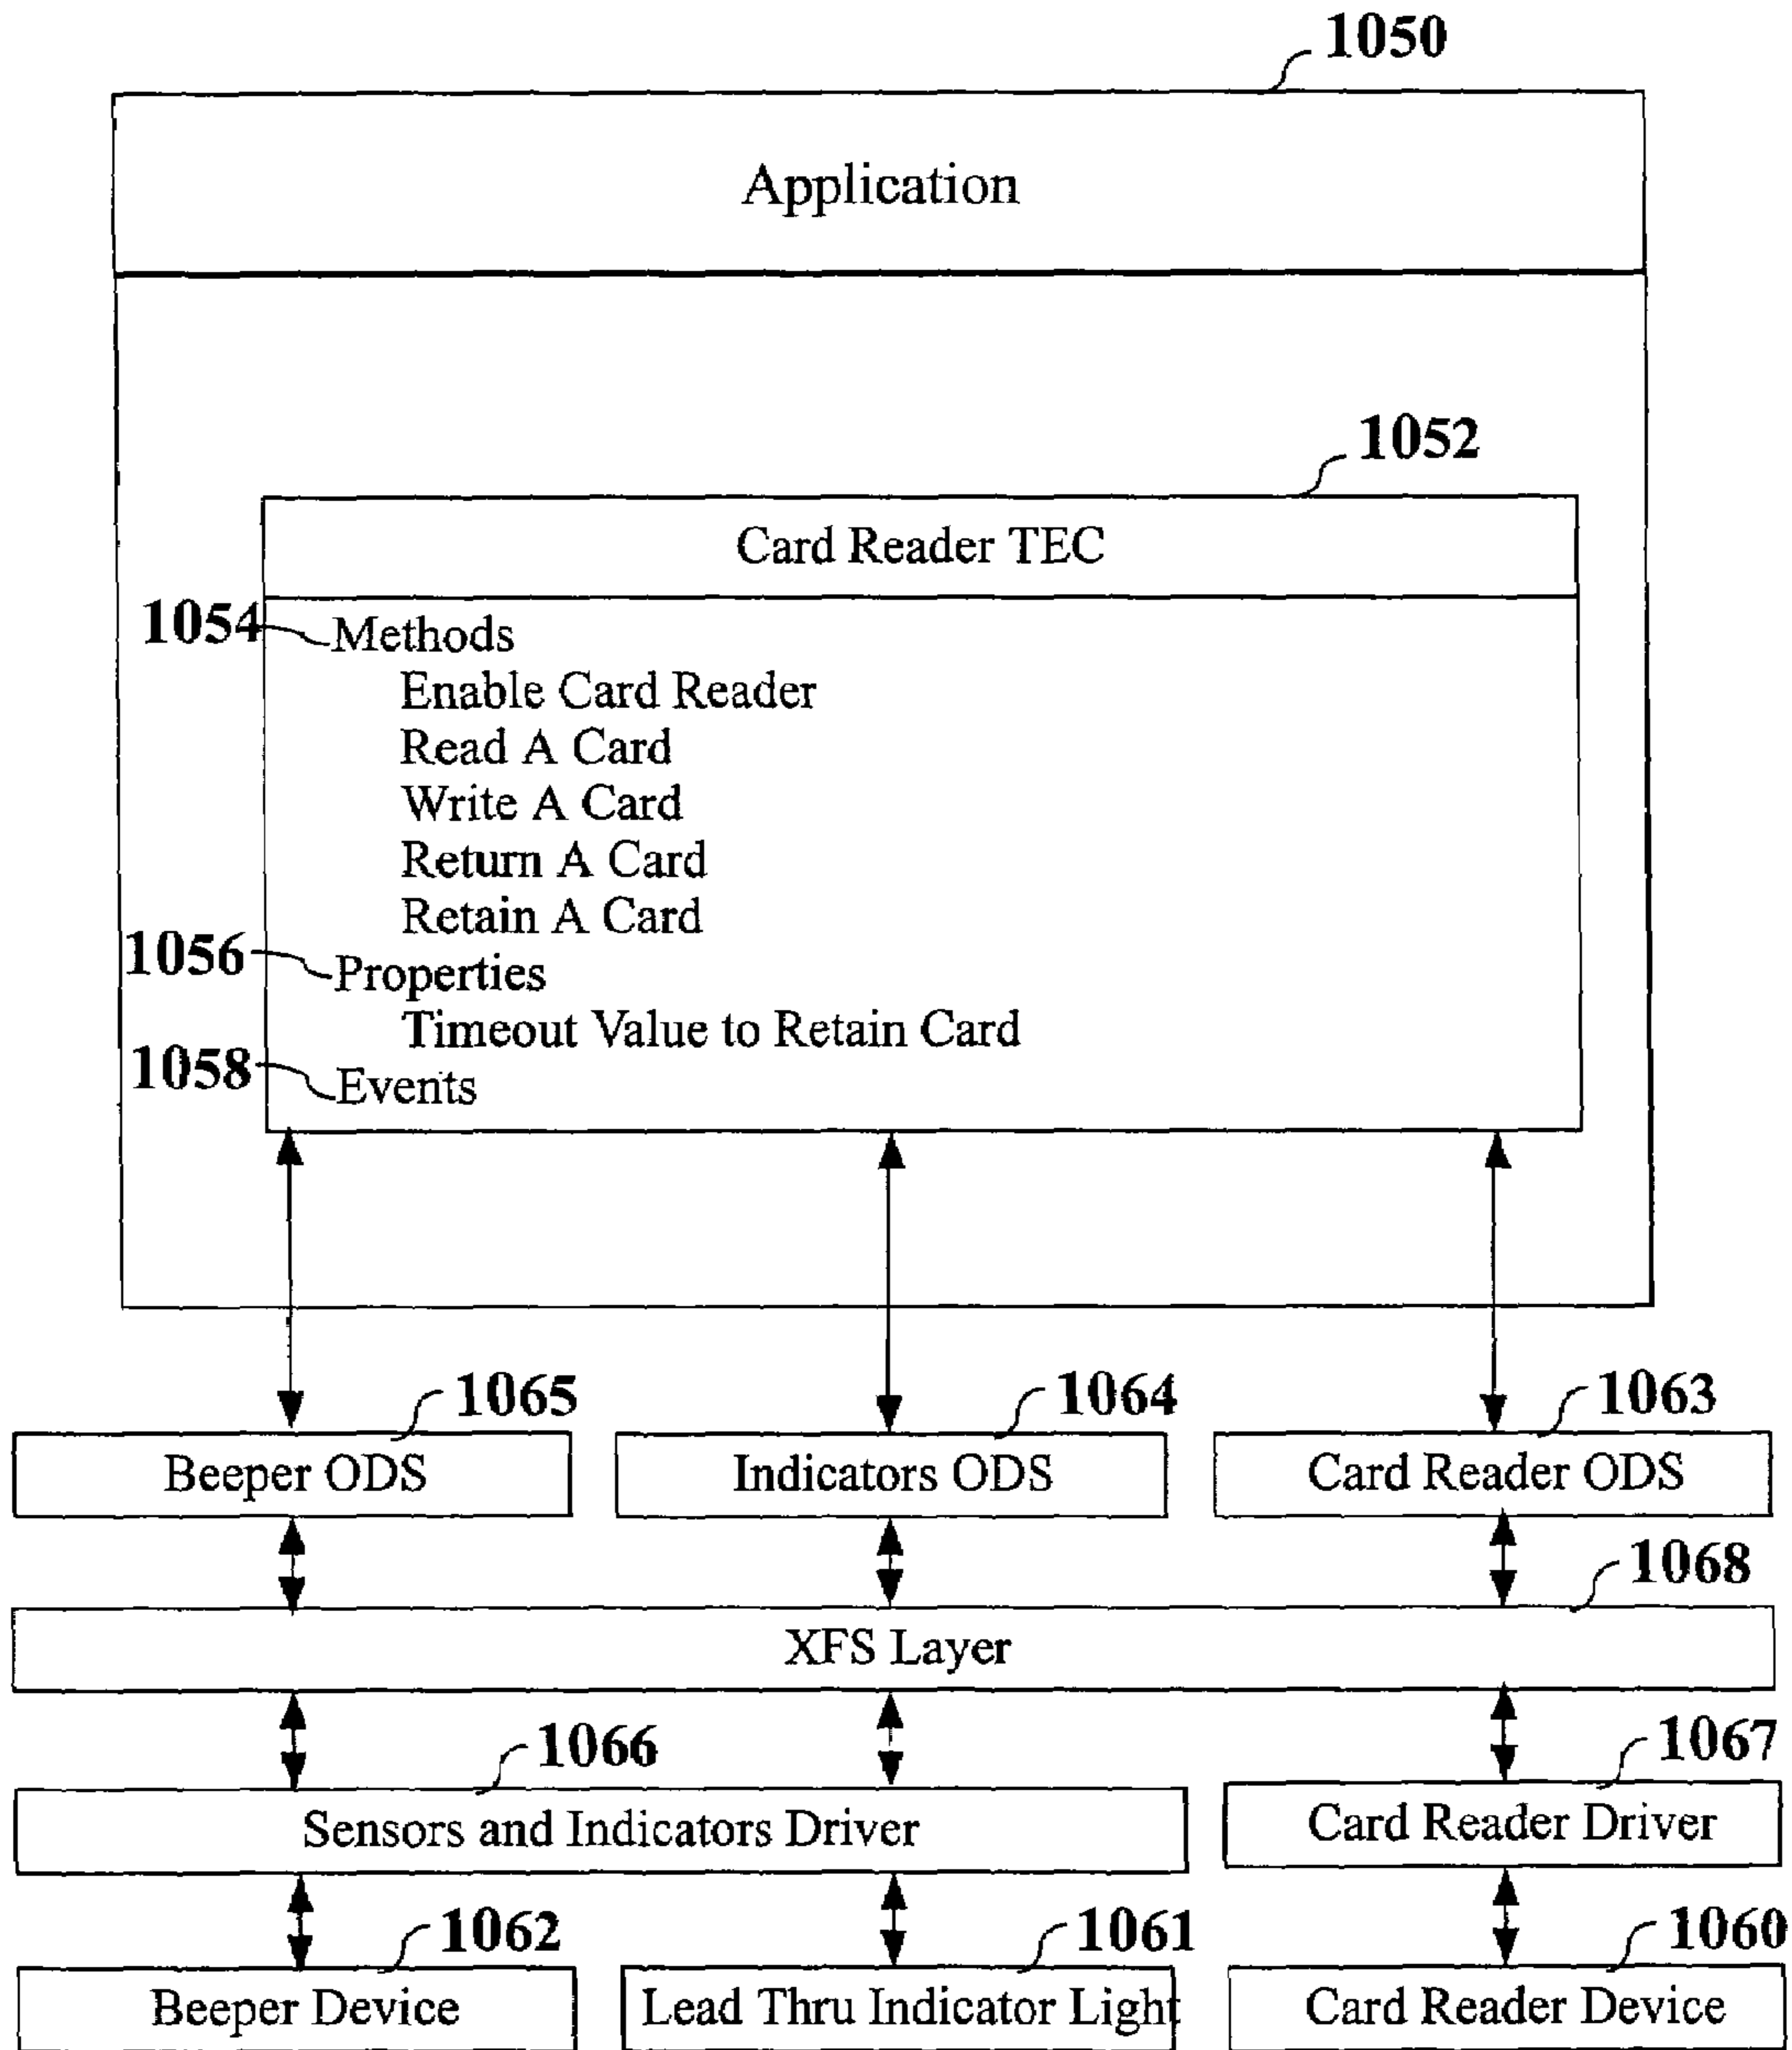 1050
Application
1052
Card Reader TEC
1054
Methods
Enable Card Reader
Read A Card
Write A Card
Return A Card
Retain A Card
1056
Properties
Timeout Value to Retain Card
1058
Events
1065
1064
1063
Beeper ODS
Indicators ODS
Card Reader ODS
1068
XFS Layer
1066
1067
Sensors and Indicators Driver
Card Reader Driver
1062
1061
1060
Beeper Device
Lead Thru Indicator Light
Card Reader Device